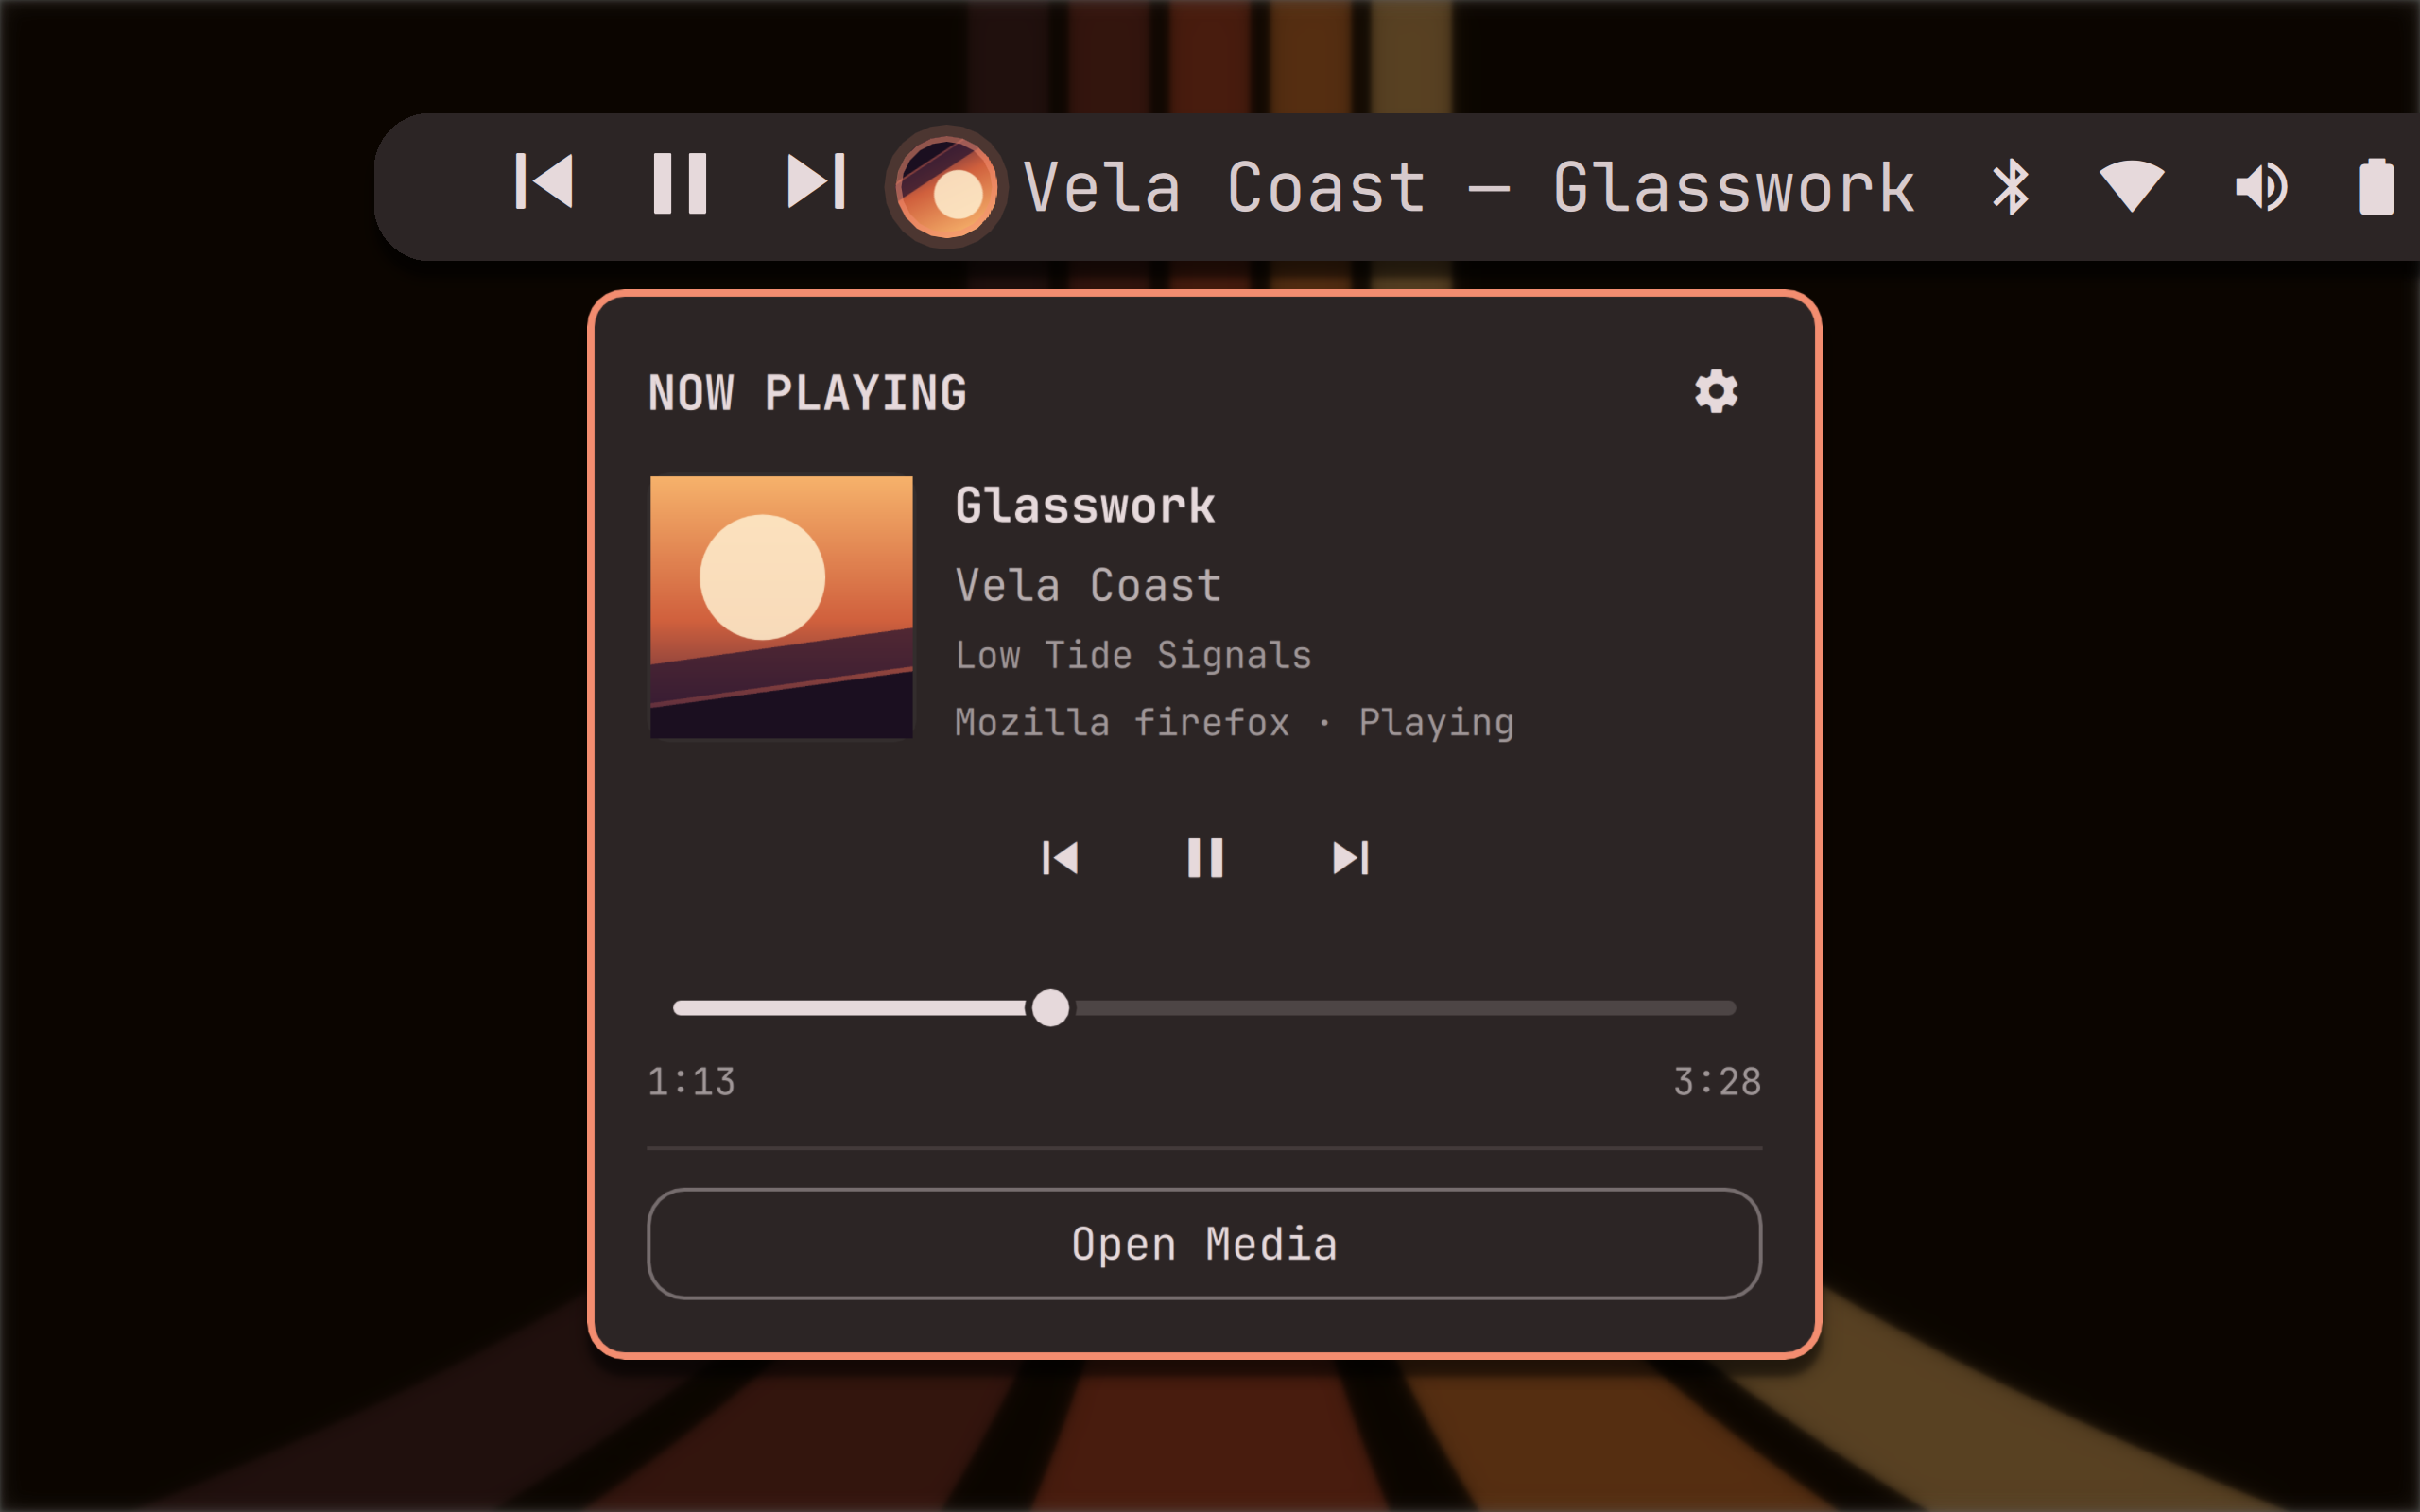 Vela Coast — Glasswork
NOW PLAYING
Glasswork
Vela Coast
Low Tide Signals
Mozilla firefox · Playing
1:13
3:28
Open Media